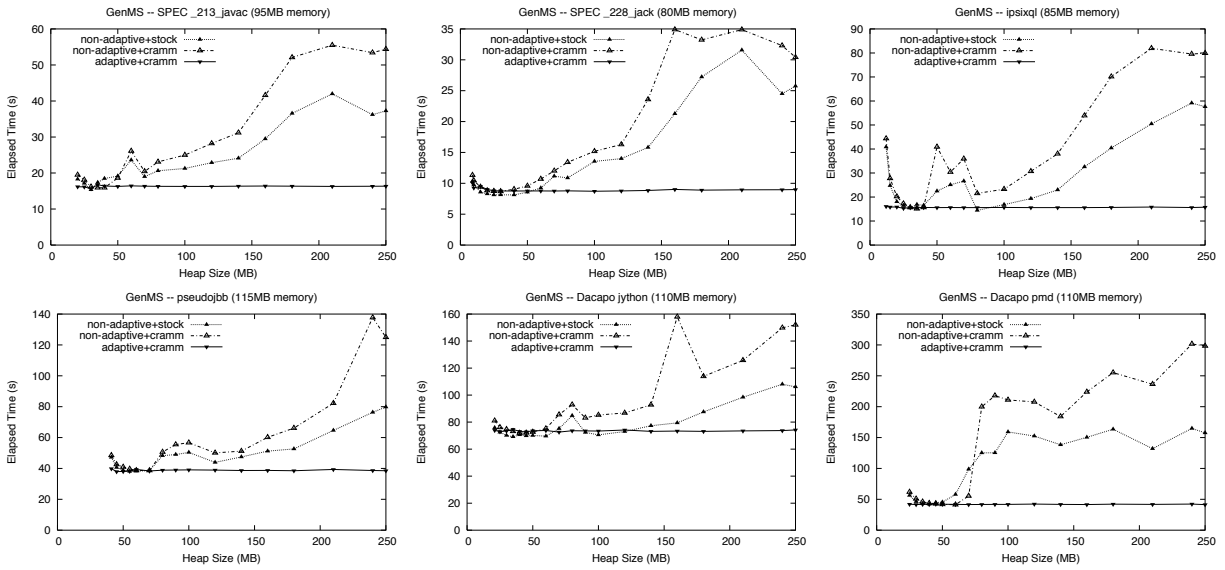 GenMS -- SPEC _213_javac (95MB memory)
60
50
40
30
20
10
0
Elapsed Time (s)
non-adaptive+stock
non-adaptive+cramm
adaptive+cramm
0 50 100 150 200 250
Heap Size (MB)
GenMS -- SPEC _228_jack (80MB memory)
35
30
25
20
15
10
5
0
Elapsed Time (s)
non-adaptive+stock
non-adaptive+cramm
adaptive+cramm
0 50 100 150 200 250
Heap Size (MB)
GenMS -- ipsixql (85MB memory)
90
80
70
60
50
40
30
20
10
0
Elapsed Time (s)
non-adaptive+stock
non-adaptive+cramm
adaptive+cramm
0 50 100 150 200 250
Heap Size (MB)
GenMS -- pseudojbb (115MB memory)
140
120
100
80
60
40
20
0
Elapsed Time (s)
non-adaptive+stock
non-adaptive+cramm
adaptive+cramm
0 50 100 150 200 250
Heap Size (MB)
GenMS -- Dacapo jython (110MB memory)
160
140
120
100
80
60
40
20
0
Elapsed Time (s)
non-adaptive+stock
non-adaptive+cramm
adaptive+cramm
0 50 100 150 200 250
Heap Size (MB)
GenMS -- Dacapo pmd (110MB memory)
350
300
250
200
150
100
50
0
Elapsed Time (s)
non-adaptive+stock
non-adaptive+cramm
adaptive+cramm
0 50 100 150 200 250
Heap Size (MB)